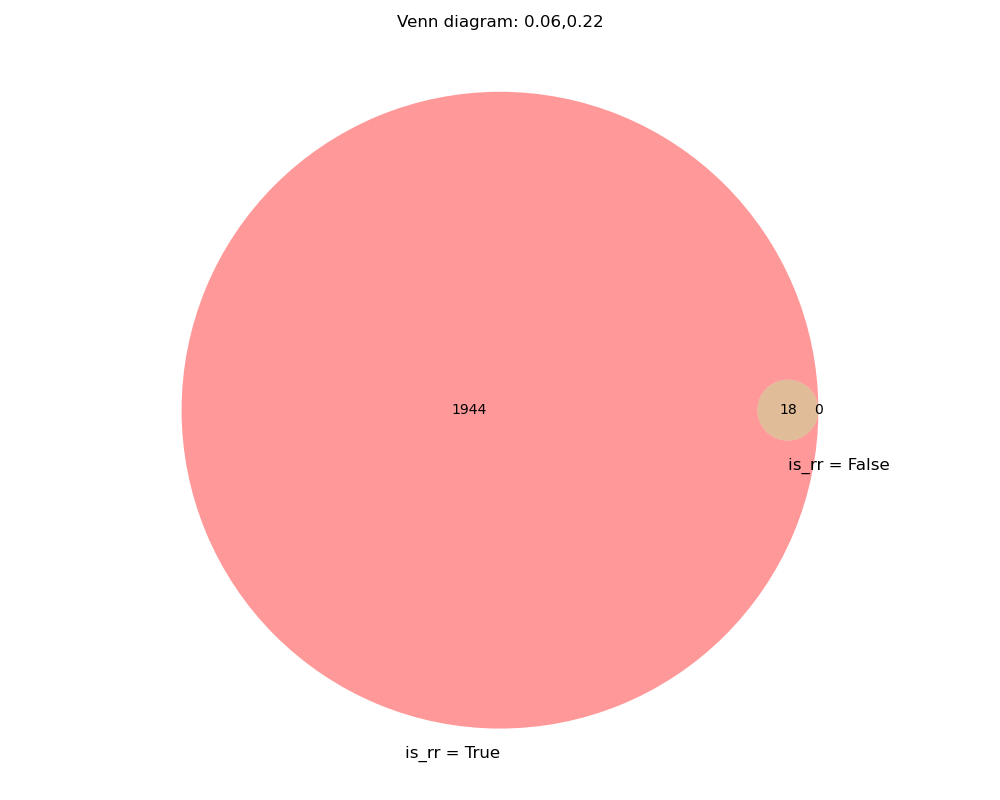 Venn diagram: 0.06,0.22
1944
18
0
is_rr = False
is_rr = True